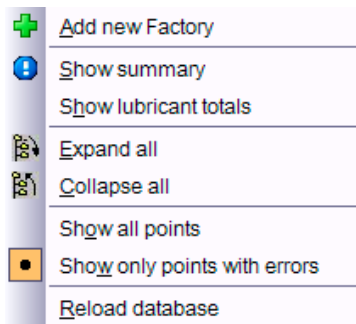 Add new Factory
Show summary
Show lubricant totals
Expand all
Collapse all
Show all points
Show only points with errors
Reload database